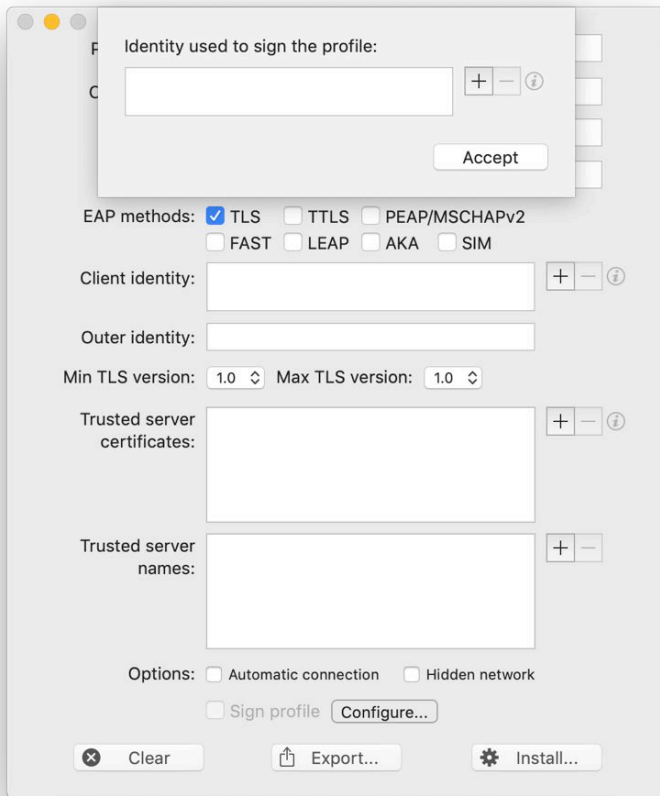 Identity used to sign the profile:
Accept
EAP methods: TLS TTLS PEAP/MSCHAPv2
FAST LEAP AKA SIM
Client identity:
Outer identity:
Min TLS version: 1.0 Max TLS version: 1.0
Trusted server
certificates:
Trusted server
names:
Options: Automatic connection Hidden network
Sign profile Configure...
Clear Export... Install...